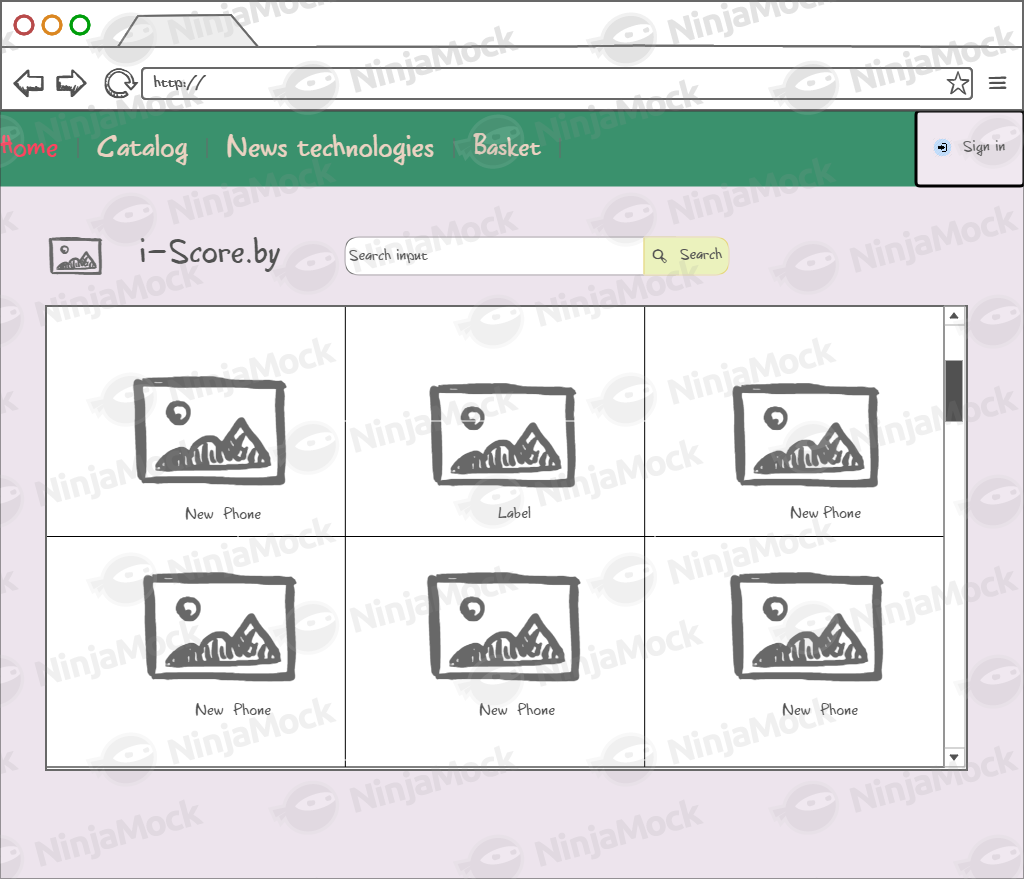 http://
Home Catalog News technologies Basket Sign in
i-Score.by Search input Search
New Phone Label New Phone
New Phone New Phone New Phone
NinjaMock